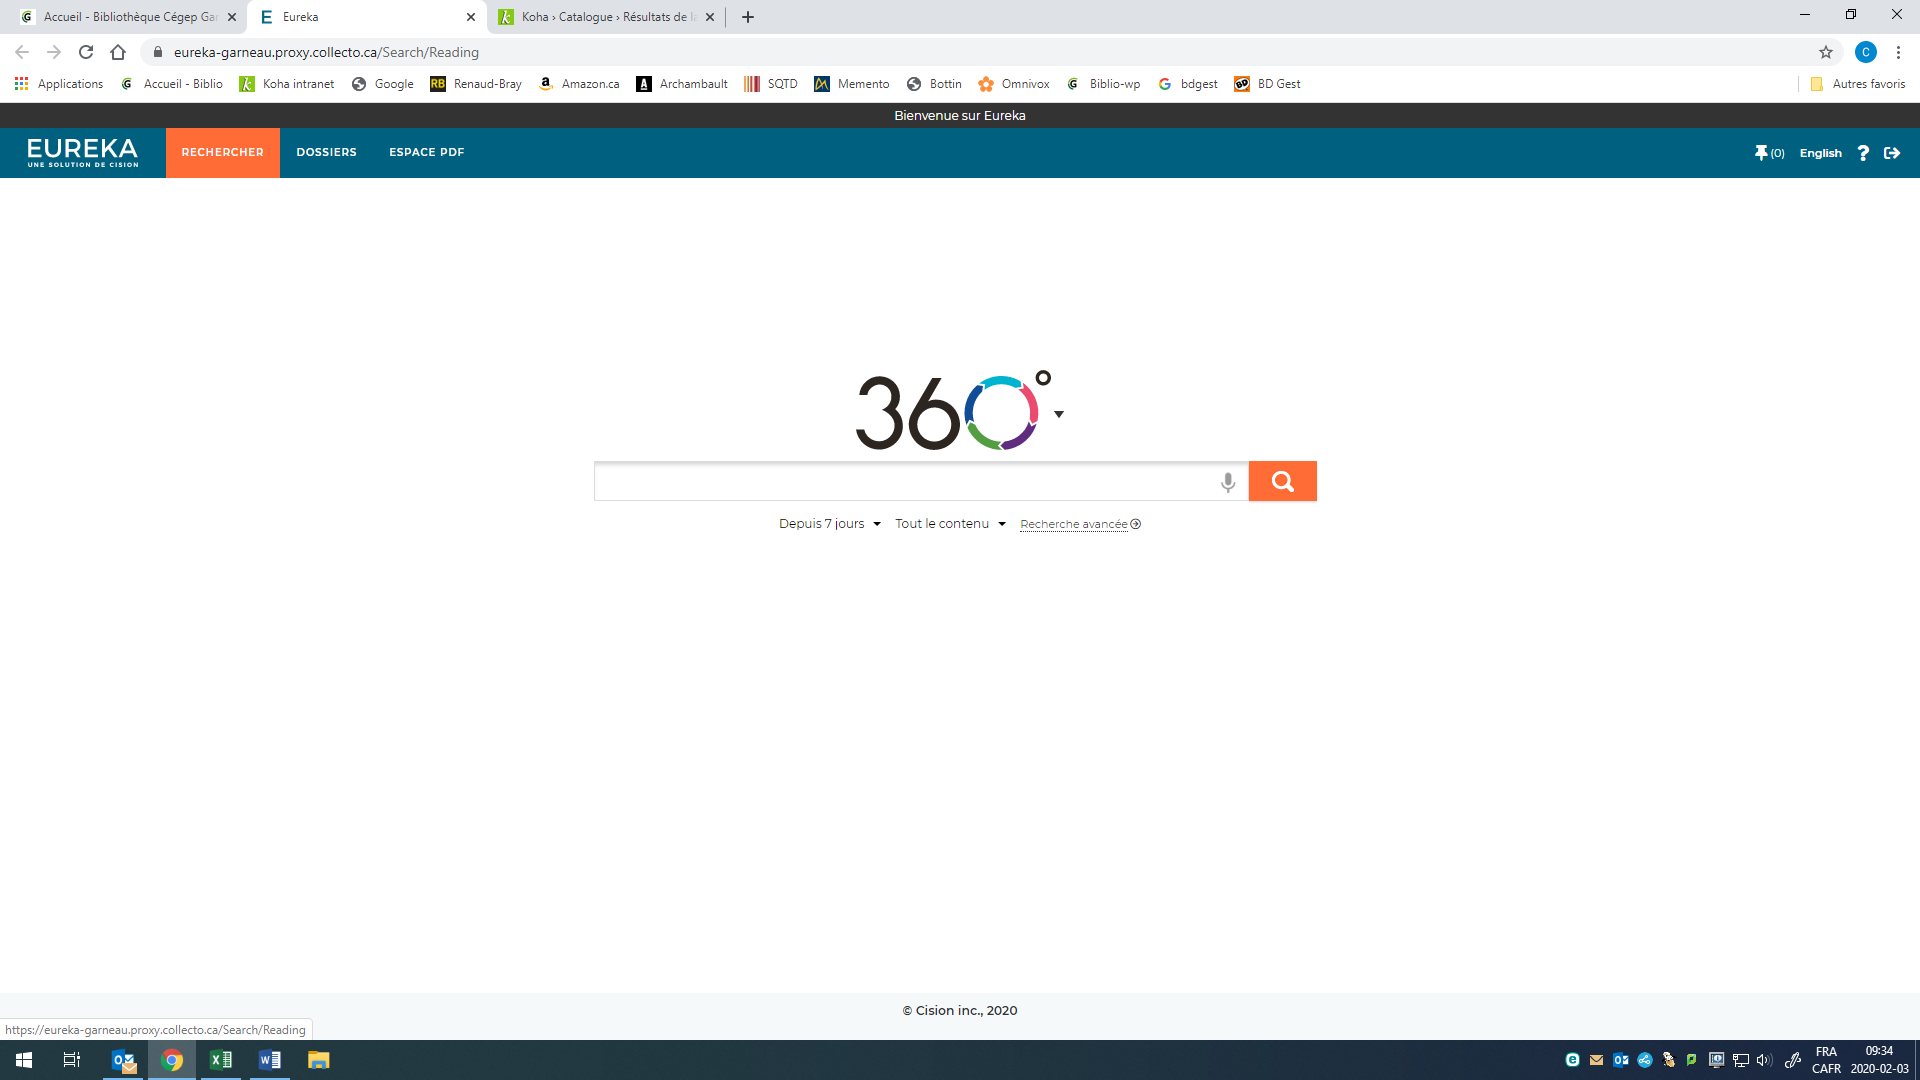 Accueil - Bibliothèque Cégep Gar
Eureka
Koha › Catalogue › Résultats de la
eureka-garneau.proxy.collecto.ca/Search/Reading
C
Applications
Accueil - Biblio
Koha intranet
Google
Renaud-Bray
Amazon.ca
Archambault
SQTD
Memento
Bottin
Omnivox
Biblio-wp
bdgest
BD Gest
Autres favoris
Bienvenue sur Eureka
EUREKA
UNE SOLUTION DE CISION
RECHERCHER
DOSSIERS
ESPACE PDF
(0)
English
?
360°
Depuis 7 jours
Tout le contenu
Recherche avancée
© Cision inc., 2020
https://eureka-garneau.proxy.collecto.ca/Search/Reading
FRA
CAFR
09:34
2020-02-03